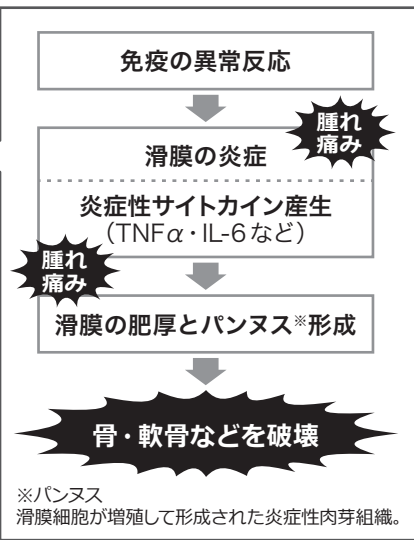 免疫の異常反応
腫れ
痛み
滑膜の炎症
炎症性サイトカイン産生
（TNFα・IL-6など）
腫れ
痛み
滑膜の肥厚とパンヌス※形成
骨・軟骨などを破壊
※パンヌス
滑膜細胞が増殖して形成された炎症性肉芽組織。